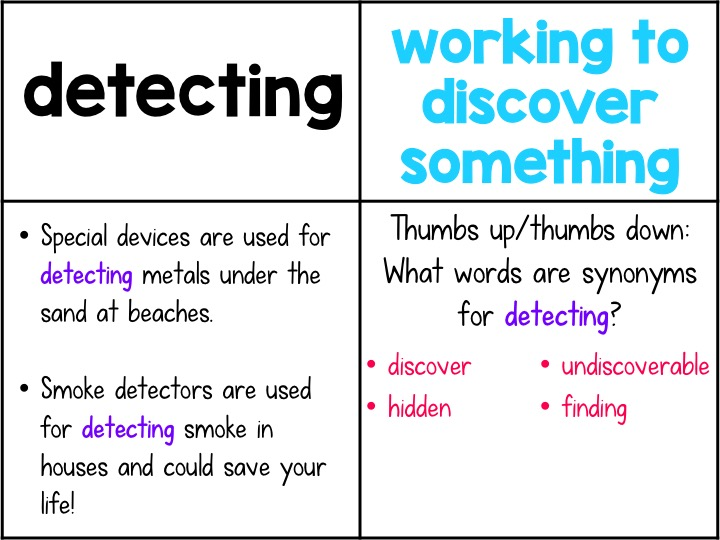 detecting
working to
discover
something
• Special devices are used for
detecting metals under the
sand at beaches.
• Smoke detectors are used
for detecting smoke in
houses and could save your
life!
Thumbs up/thumbs down:
What words are synonyms
for detecting?
• discover
• hidden
• undiscoverable
• finding